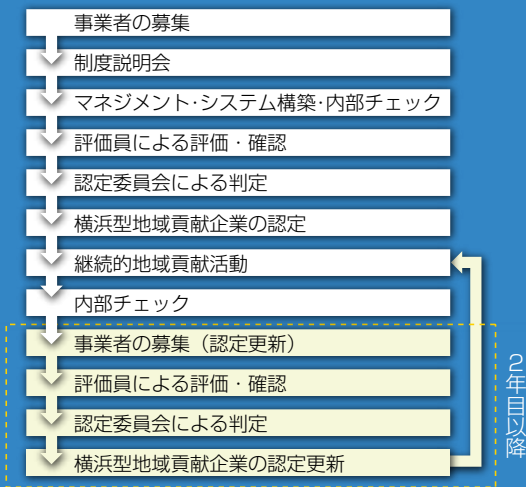 事業者の募集
制度説明会
マネジメント･システム構築･内部チェック
評価員による評価・確認
認定委員会による判定
横浜型地域貢献企業の認定
継続的地域貢献活動
内部チェック
事業者の募集（認定更新）
評価員による評価・確認
認定委員会による判定
横浜型地域貢献企業の認定更新
２年目以降